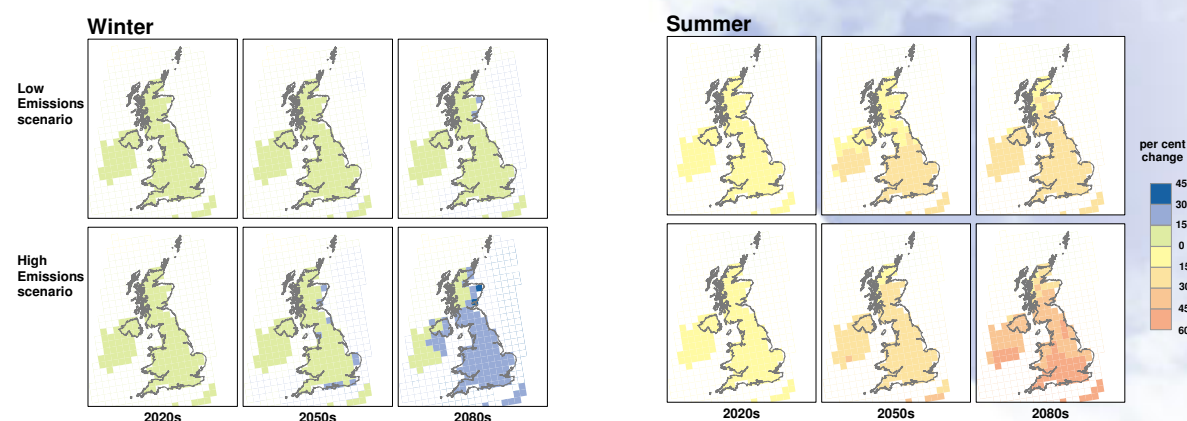 Winter
Summer
Low
Emissions
scenario
High
Emissions
scenario
2020s
2050s
2080s
2020s
2050s
2080s
per cent
change
45
30
15
0
15
30
45
60